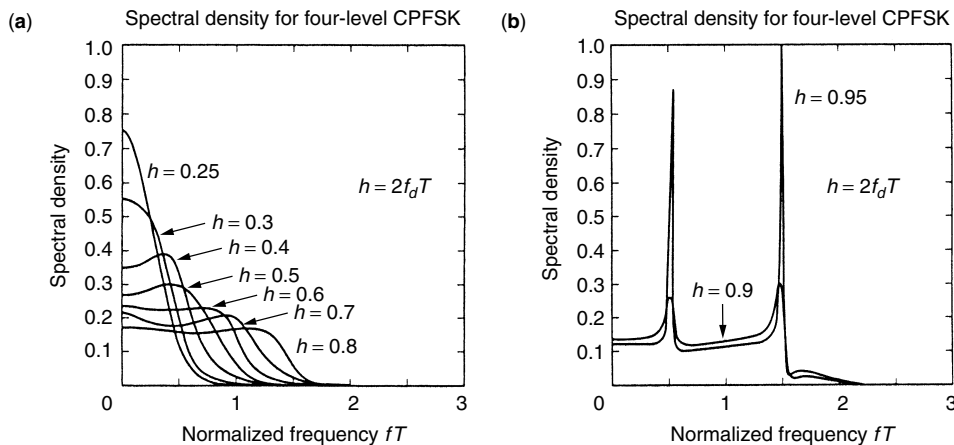 (a) Spectral density for four-level CPFSK
1.0
0.9
0.8
0.7
0.6
0.5
0.4
0.3
0.2
0.1
0
1
2
3
Spectral density
Normalized frequency fT
h = 0.25
h = 0.3
h = 0.4
h = 0.5
h = 0.6
h = 0.7
h = 0.8
h = 2f_dT
(b) Spectral density for four-level CPFSK
1.0
0.9
0.8
0.7
0.6
0.5
0.4
0.3
0.2
0.1
0
1
2
3
Spectral density
Normalized frequency fT
h = 0.95
h = 2f_dT
h = 0.9